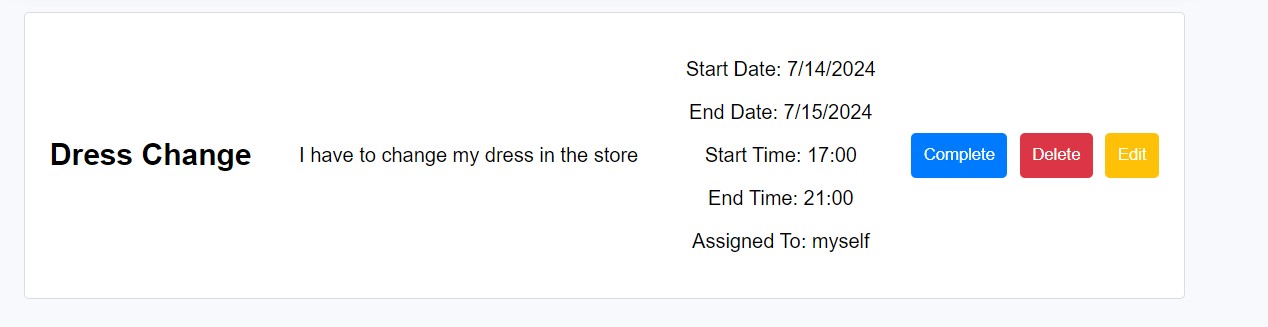 Dress Change
I have to change my dress in the store
Start Date: 7/14/2024
End Date: 7/15/2024
Start Time: 17:00
End Time: 21:00
Assigned To: myself
Complete
Delete
Edit